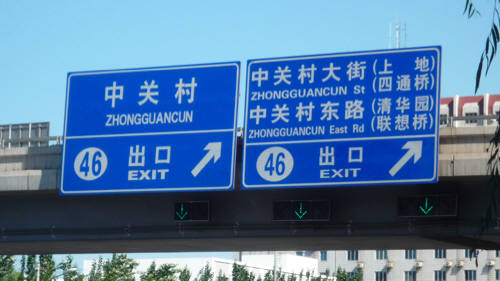 中关村
ZHONGGUANCUN
46 出口
EXIT
中关村大街(上地
ZHONGGUANCUN St 四通桥)
中关村东路(清华园
ZHONGGUANCUN East Rd 联想桥)
46 出口
EXIT